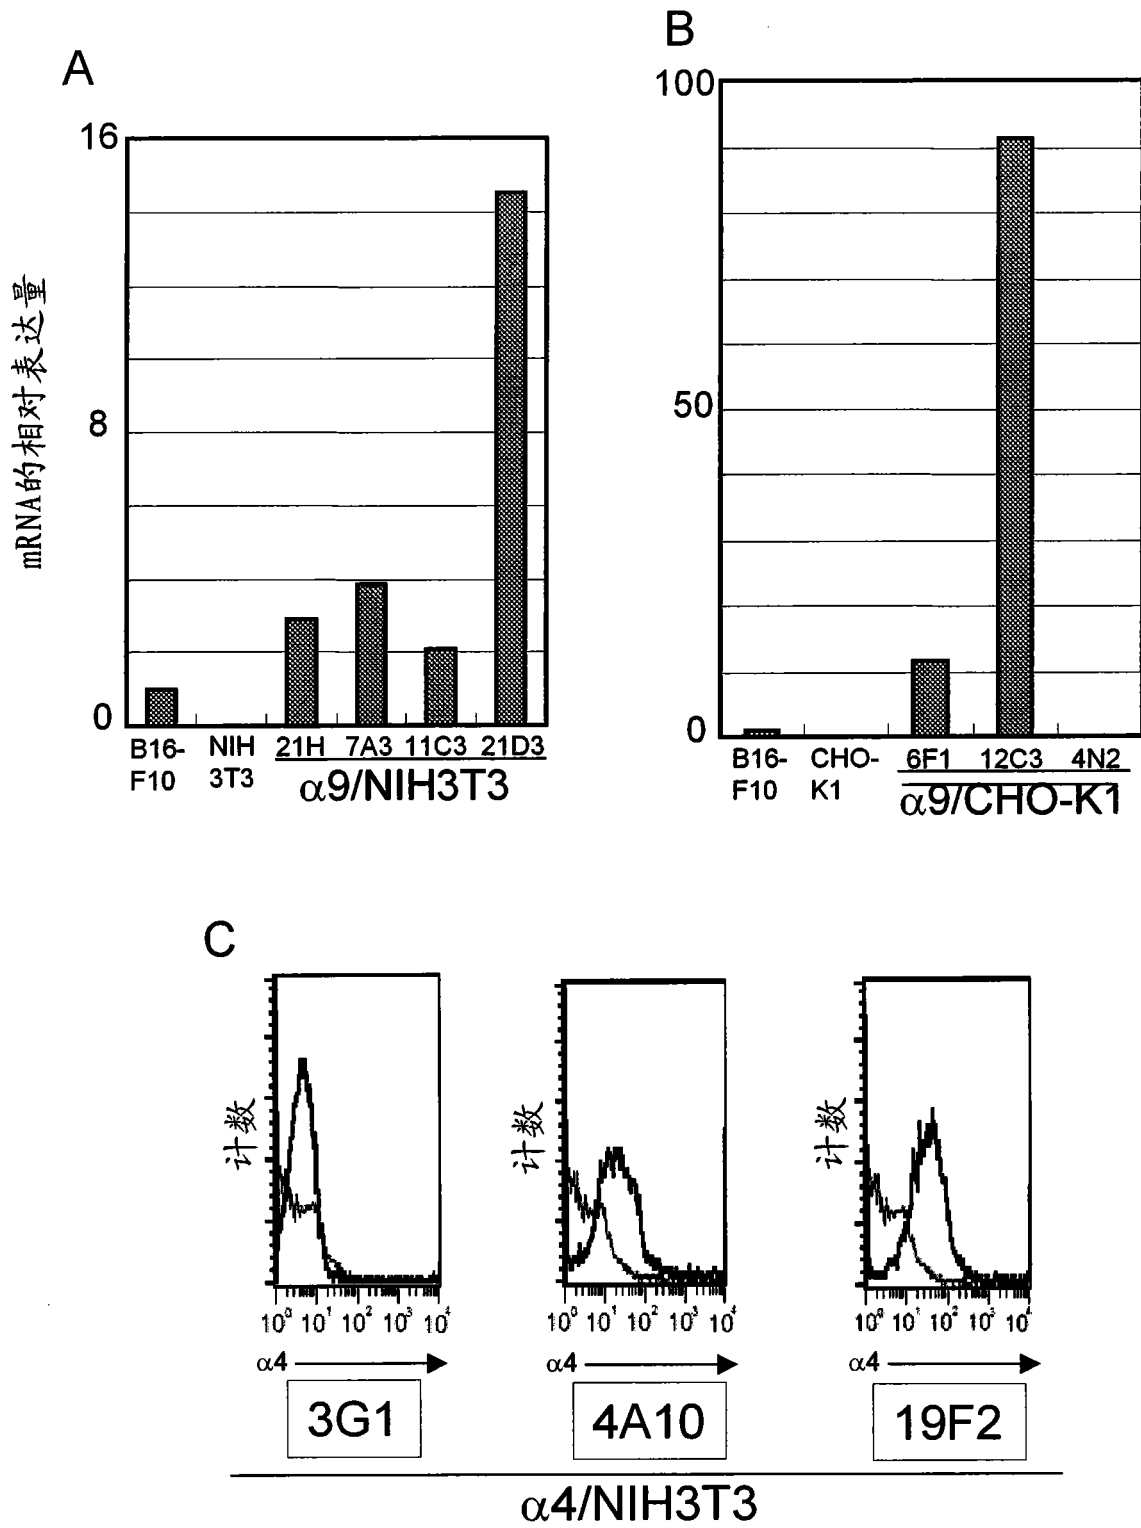 A
16
8
0
mRNA的相对表达量
B16-F10
NIH 3T3
21H 7A3 11C3 21D3
α9/NIH3T3
B
100
50
0
B16-F10
CHO-K1
6F1 12C3 4N2
α9/CHO-K1
C
计数
10⁰ 10¹ 10² 10³ 10⁴
α4
3G1
计数
10⁰ 10¹ 10² 10³ 10⁴
α4
4A10
计数
10⁰ 10¹ 10² 10³ 10⁴
α4
19F2
α4/NIH3T3